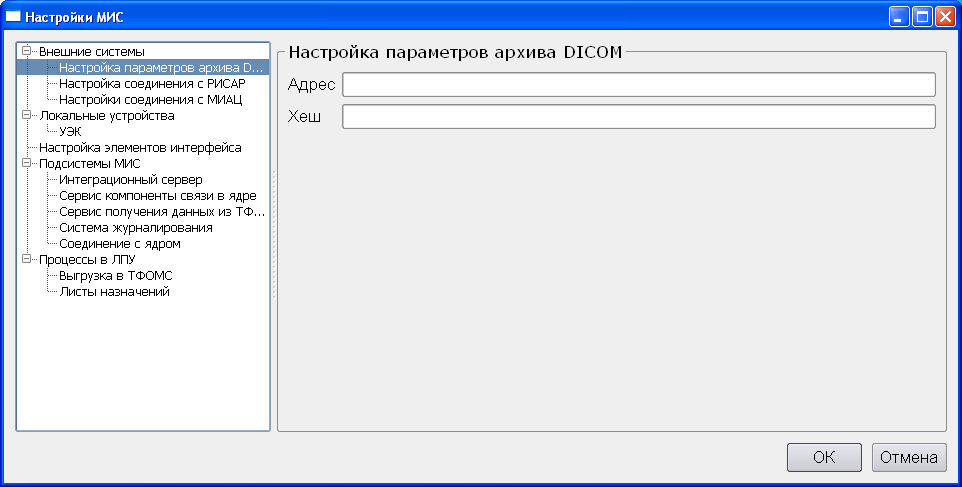 Настройки МИС
Внешние системы
Настройка параметров архива D...
Настройка соединения с РИСАР
Настройки соединения с МИАЦ
Локальные устройства
УЭК
Настройка элементов интерфейса
Подсистемы МИС
Интеграционный сервер
Сервис компоненты связи в ядре
Сервис получения данных из ТФ...
Система журналирования
Соединение с ядром
Процессы в ЛПУ
Выгрузка в ТФОМС
Листы назначений
Настройка параметров архива DICOM
Адрес
Хеш
OK
Отмена